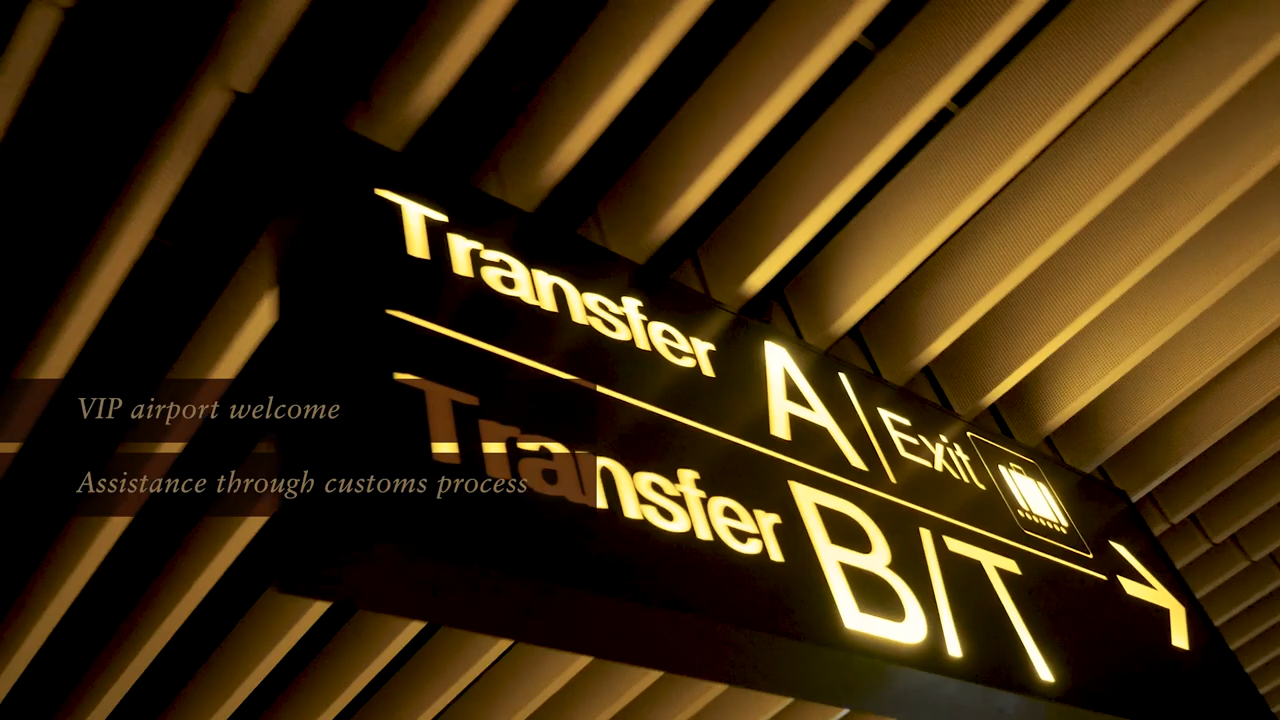 Transfer A|Exit
Transfer B/T
VIP airport welcome
Assistance through customs process